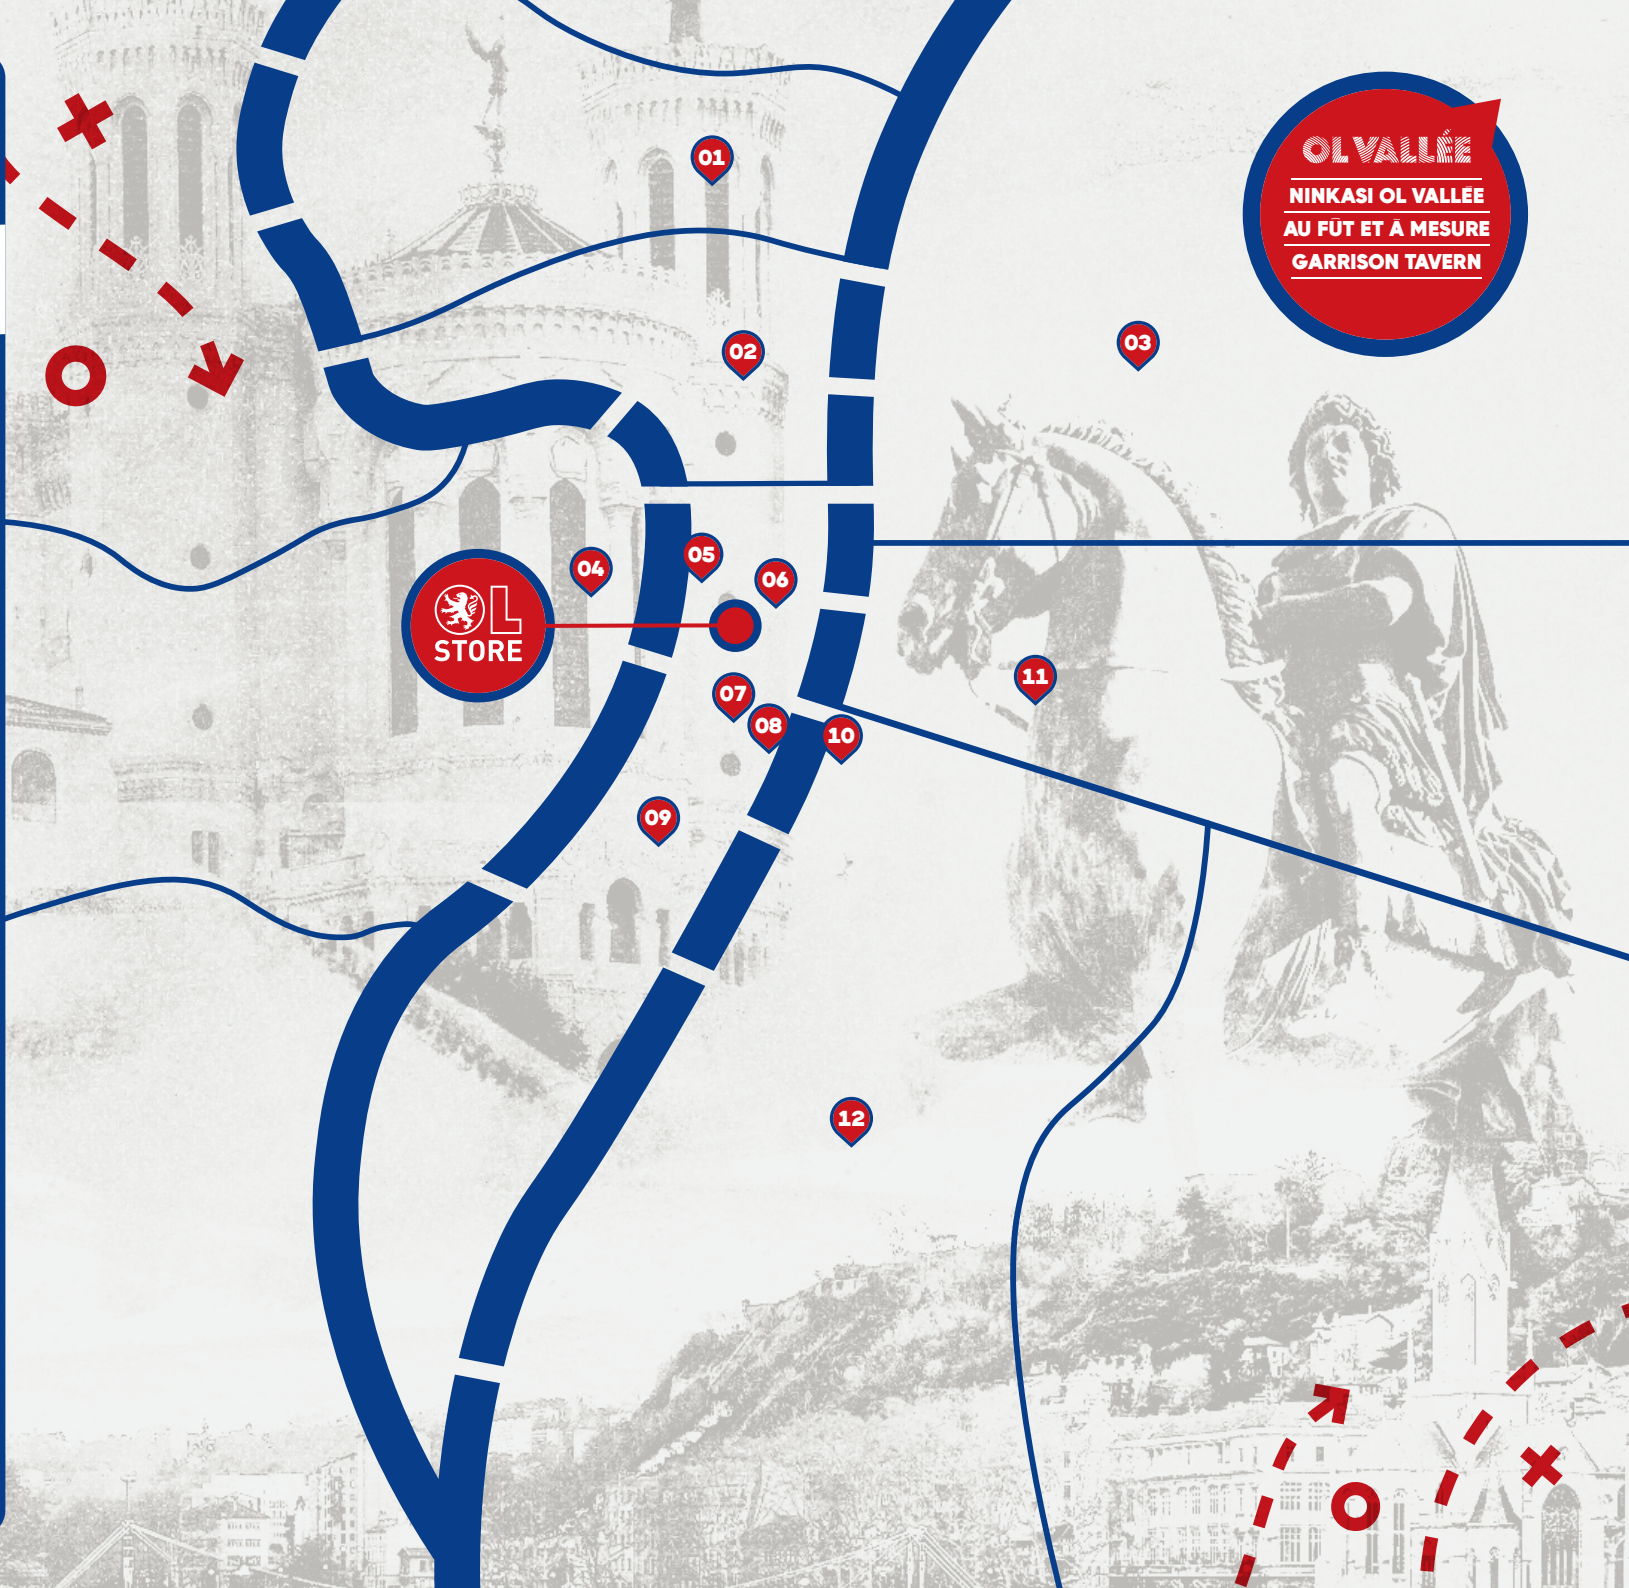 OL VALLÉE
NINKASI OL VALLÉE
AU FÛT ET À MESURE
GARRISON TAVERN
01
02
03
04
05
06
OL
STORE
07
08
09
10
11
12